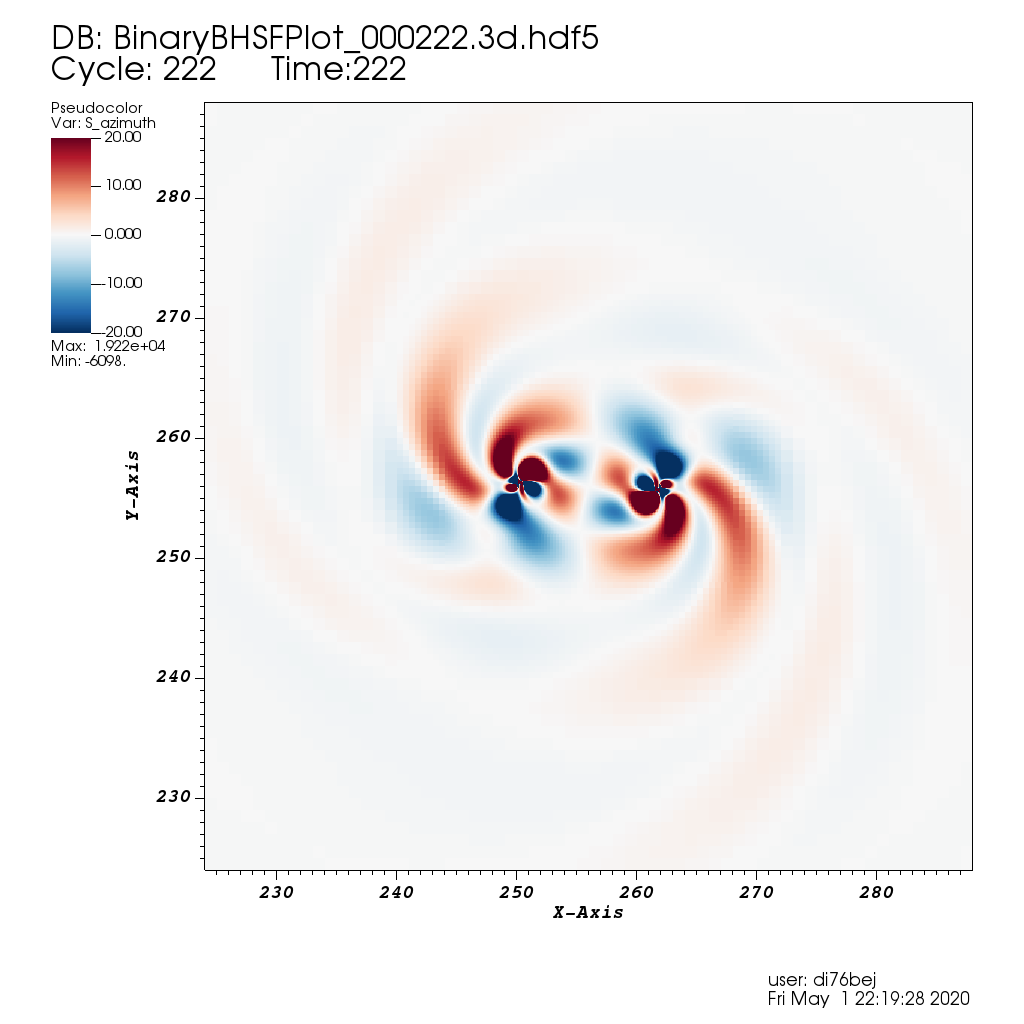 DB: BinaryBHSFPlot_000222.3d.hdf5
Cycle: 222 Time:222
Pseudocolor
Var: S_azimuth
20.00
10.00
0.000
-10.00
-20.00
Max: 1.922e+04
Min: -6098.
280
270
260
250
240
230
Y-Axis
230 240 250 260 270 280
X-Axis
user: di76bej
Fri May 1 22:19:28 2020